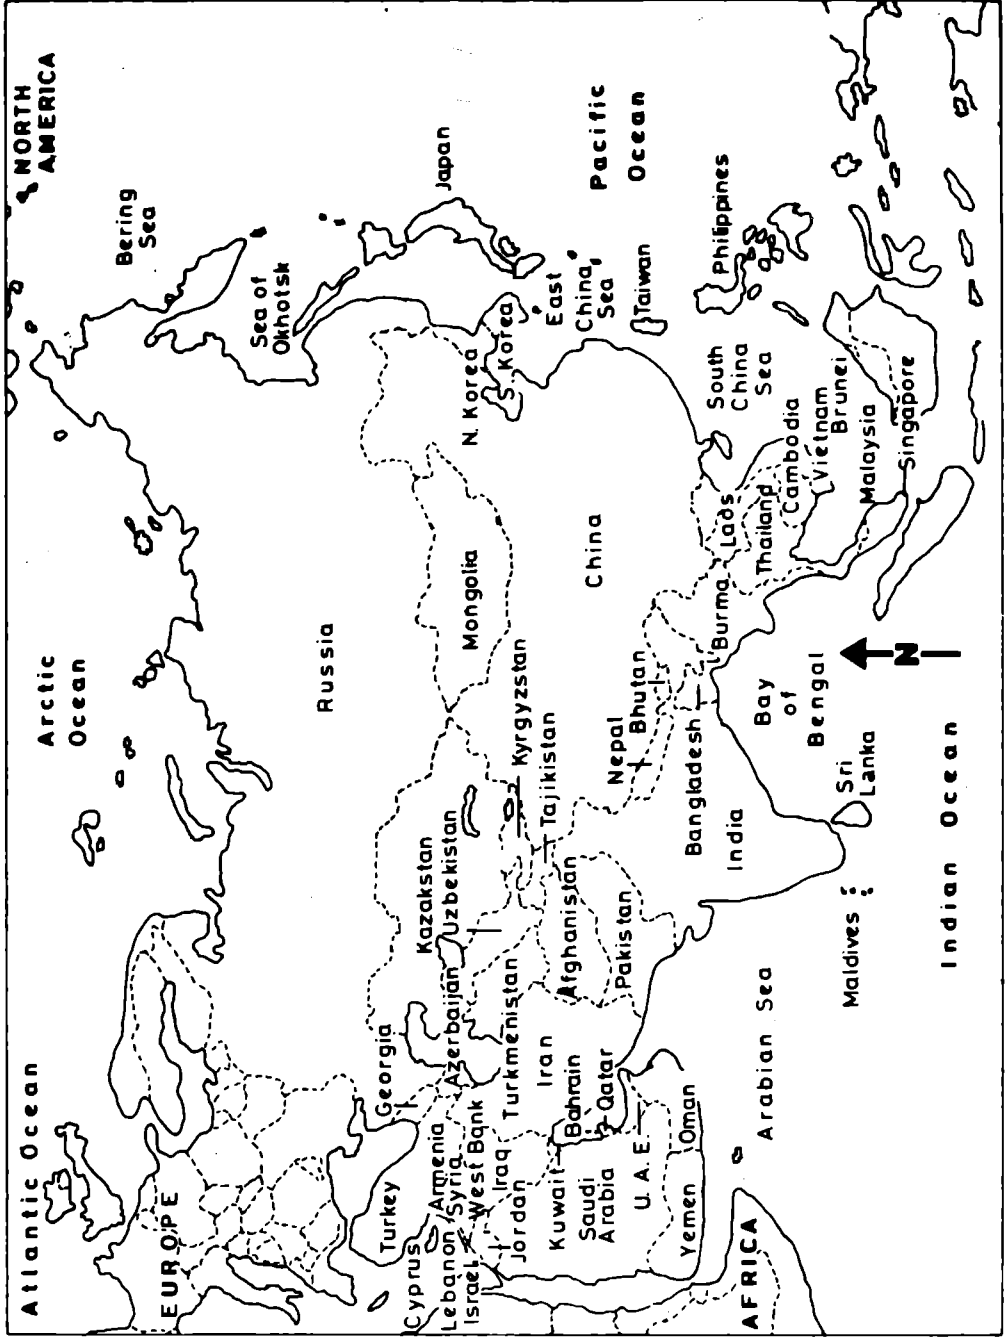 Atlantic Ocean
Arctic
Ocean
NORTH
AMERICA
Bering
Sea
EUROPE
Sea of
Okhotsk
Russia
Japan
Georgia
Turkey
Kazakstan
Uzbekistan
Mongolia
N. Korea
S. Korea
Cyprus
Armenia
Azerbaijan
Lebanon
Syria
Israel
West Bank
Iraq
Jordan
Turkmenistan
Kyrgyzstan
Tajikistan
Iran
Afghanistan
Pakistan
China
East
China
Sea
Pacific
Ocean
Taiwan
Kuwait
Bahrain
Qatar
Saudi
Arabia
U. A. E.
Oman
Yemen
Nepal
Bhutan
Bangladesh
India
Burma
Laos
Thailand
Cambodia
Vietnam
South
China
Sea
Philippines
Brunei
Malaysia
Singapore
AFRICA
Arabian Sea
Maldives
Sri
Lanka
Bay
of
Bengal
N
Indian Ocean